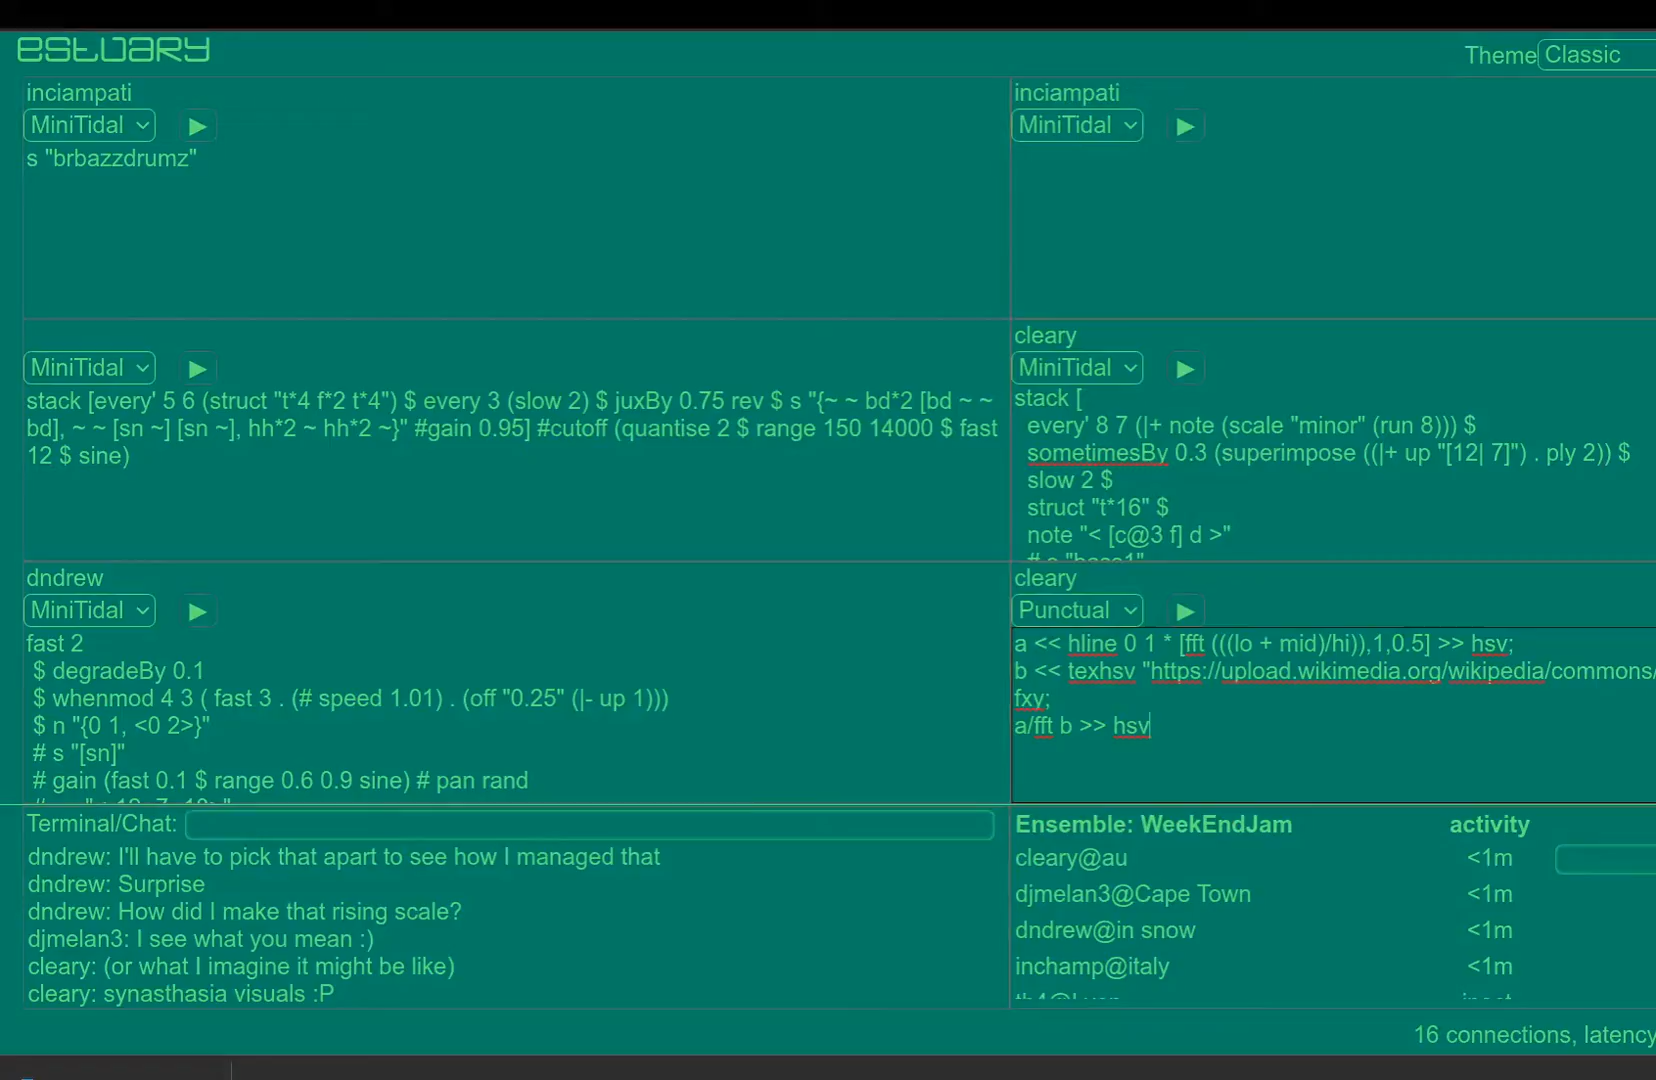 estuary
Theme Classic
inciampati
MiniTidal
s "brbazzdrumz"
inciampati
MiniTidal
MiniTidal
stack [every' 5 6 (struct "t*4 f*2 t*4") $ every 3 (slow 2) $ juxBy 0.75 rev $ s "{~ ~ bd*2 [bd ~ ~
bd], ~ ~ [sn ~] [sn ~], hh*2 ~ hh*2 ~}" #gain 0.95] #cutoff (quantise 2 $ range 150 14000 $ fast
12 $ sine)
cleary
MiniTidal
stack [
every' 8 7 (|+ note (scale "minor" (run 8))) $
sometimesBy 0.3 (superimpose ((|+ up "[12| 7]") . ply 2)) $
slow 2 $
struct "t*16" $
note "< [c@3 f] d >"
dndrew
MiniTidal
fast 2
$ degradeBy 0.1
$ whenmod 4 3 ( fast 3 . (# speed 1.01) . (off "0.25" (|- up 1)))
$ n "{0 1, <0 2>}"
# s "[sn]"
# gain (fast 0.1 $ range 0.6 0.9 sine) # pan rand
cleary
Punctual
a << hline 0 1 * [fft (((lo + mid)/hi)),1,0.5] >> hsv;
b << texhsv "https://upload.wikimedia.org/wikipedia/commons/
fxy;
a/fft b >> hsv
Terminal/Chat:
dndrew: I'll have to pick that apart to see how I managed that
dndrew: Surprise
dndrew: How did I make that rising scale?
djmelan3: I see what you mean :)
cleary: (or what I imagine it might be like)
cleary: synasthasia visuals :P
Ensemble: WeekEndJam activity
cleary@au <1m
djmelan3@Cape Town <1m
dndrew@in snow <1m
inchamp@italy <1m
16 connections, latency